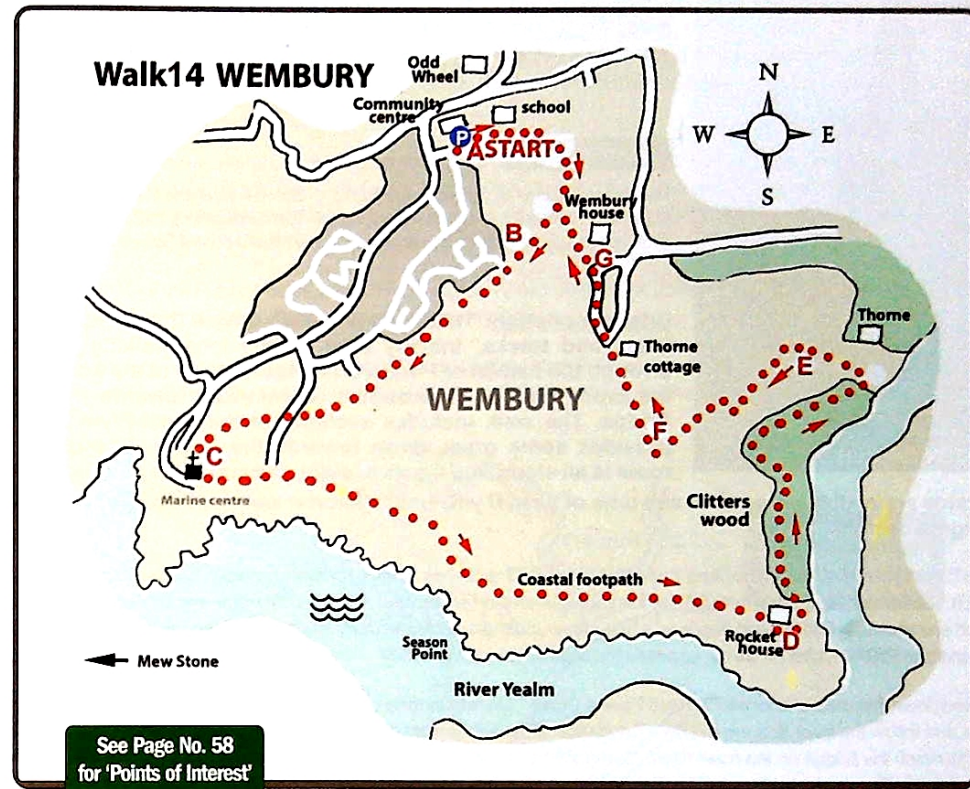 Walk14 WEMBURY
Odd
Wheel
Community
centre
school
P
ASTART
N
W
E
S
Wembury
house
B
G
Thorne
Thorne
cottage
E
WEMBURY
F
C
Marine centre
Clitters
wood
Coastal footpath
Rocket
house
D
Season
Point
Mew Stone
River Yealm
See Page No. 58
for 'Points of Interest'